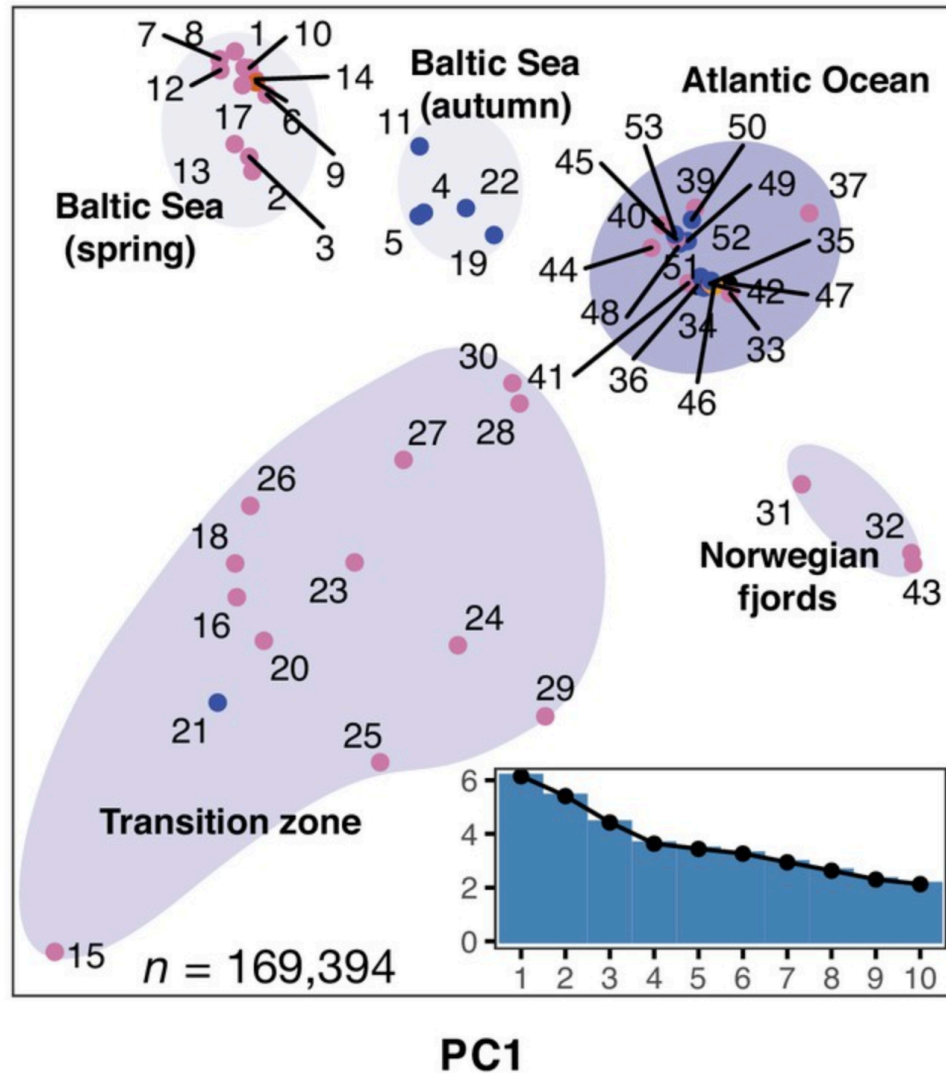 7 8 1 10
12 14
17 6
13 2 9
3
Baltic Sea
(spring)
Baltic Sea
(autumn)
11
4 22
5 19
Atlantic Ocean
53 50
45 39 49 37
40 52 35
44 51 42 47
48 34 33
41 36 46
30
28
27
26
18
23
16
24
20
29
21
25
Transition zone
15
n = 169,394
31
32
Norwegian
fjords
43
6
4
2
0
1 2 3 4 5 6 7 8 9 10
PC1